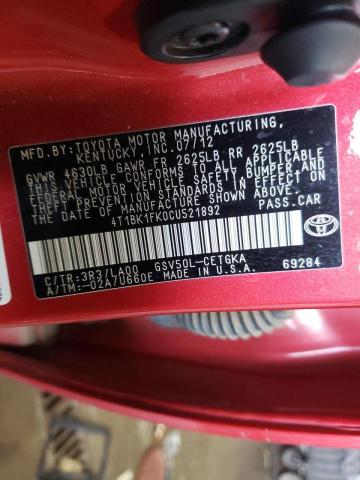 MFD.BY:TOYOTA MOTOR MANUFACTURING,
KENTUCKY, INC.07/12
GVWR 4630LB GAWR FR 2625LB RR 2625LB
THIS VEHICLE CONFORMS TO ALL APPLICABLE
FEDERAL MOTOR VEHICLE SAFETY, BUMPER, AND
THEFT PREVENTION STANDARDS IN EFFECT ON
THE DATE OF MANUFACTURE SHOWN ABOVE.
4T1BK1FK0CU521892 PASS.CAR
TOYOTA
C/TR:3R3/LA00 GSV50L-CETGKA
A/TM:-02A/U660E MADE IN U.S.A. 69284